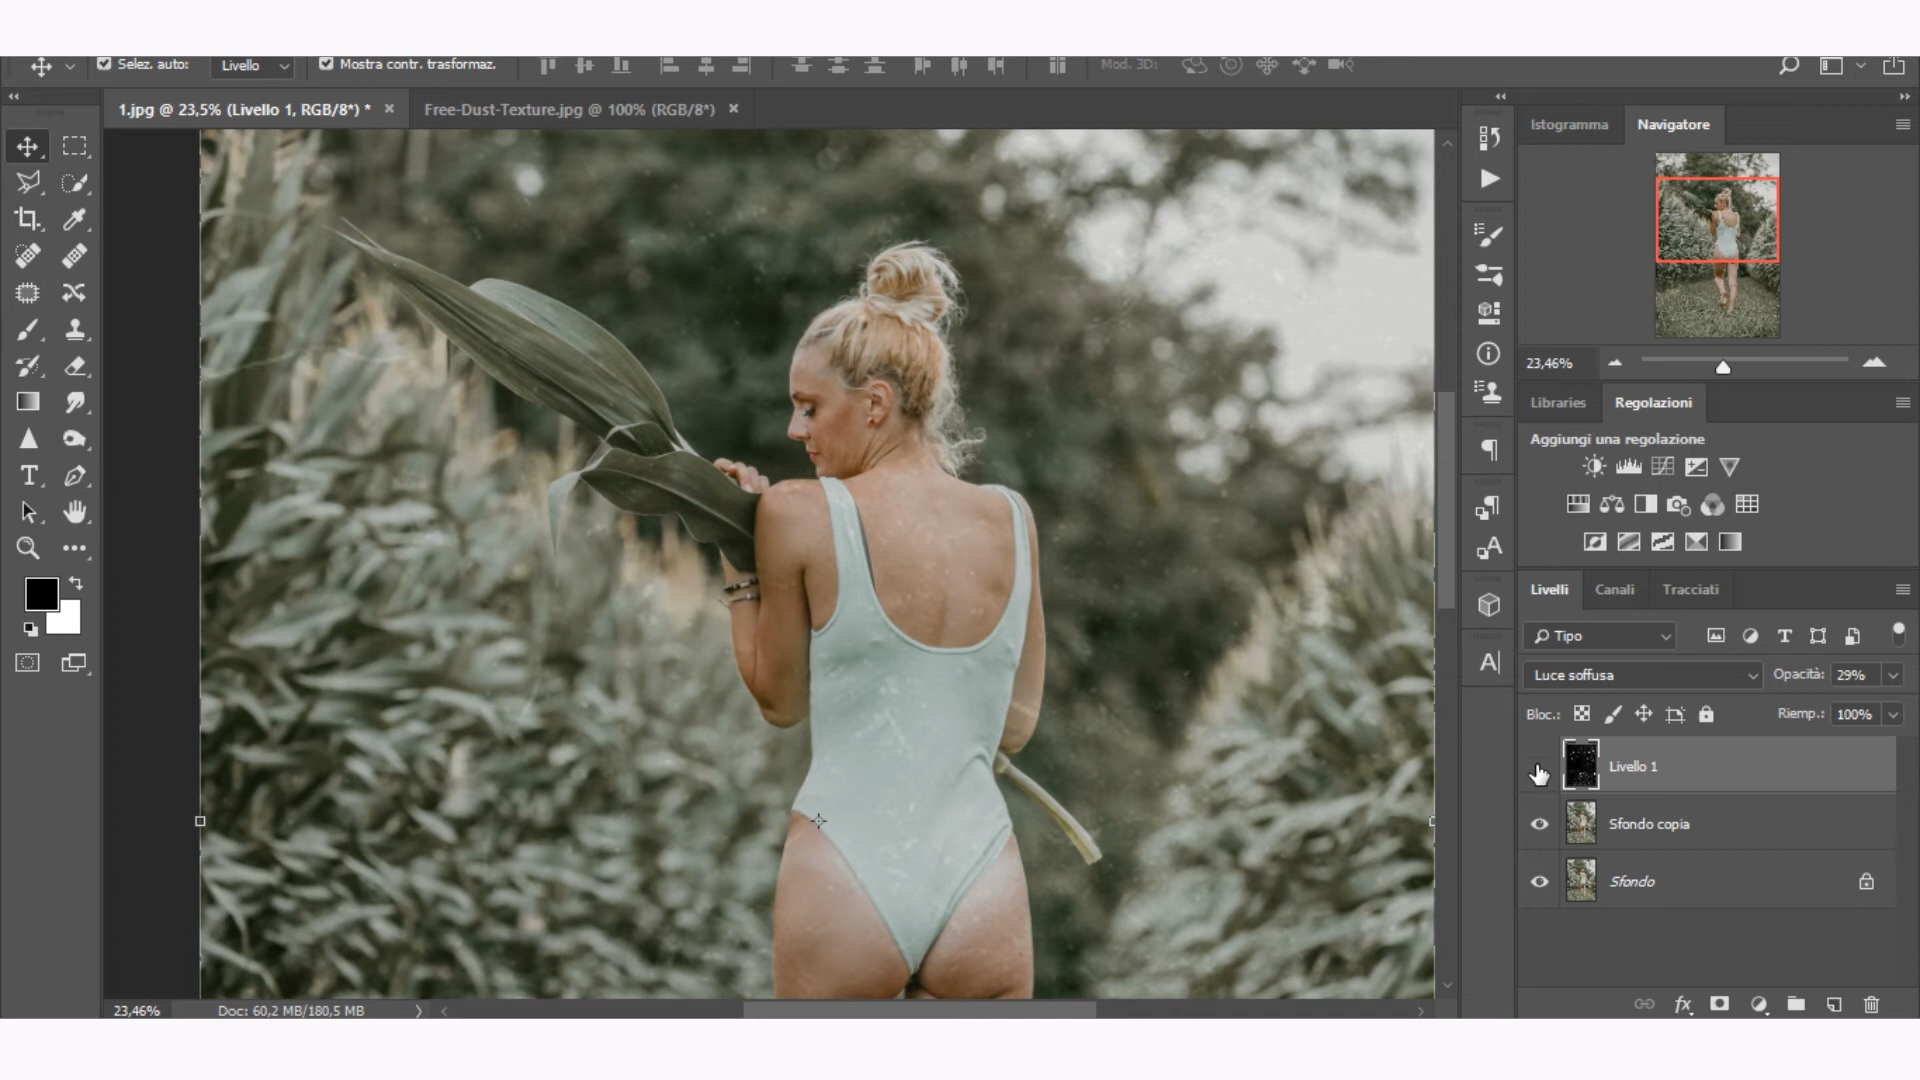 Selez. auto: Livello Mostra contr. trasformaz. Mod. 3D:
1.jpg @ 23,5% (Livello 1, RGB/8*) * Free-Dust-Texture.jpg @ 100% (RGB/8*)
Istogramma Navigatore
23,46%
Libraries Regolazioni
Aggiungi una regolazione
Livelli Canali Tracciati
Tipo
Luce soffusa Opacità: 29%
Bloc.: Riemp.: 100%
Livello 1
Sfondo copia
Sfondo
23,46% Doc: 60,2 MB/180,5 MB